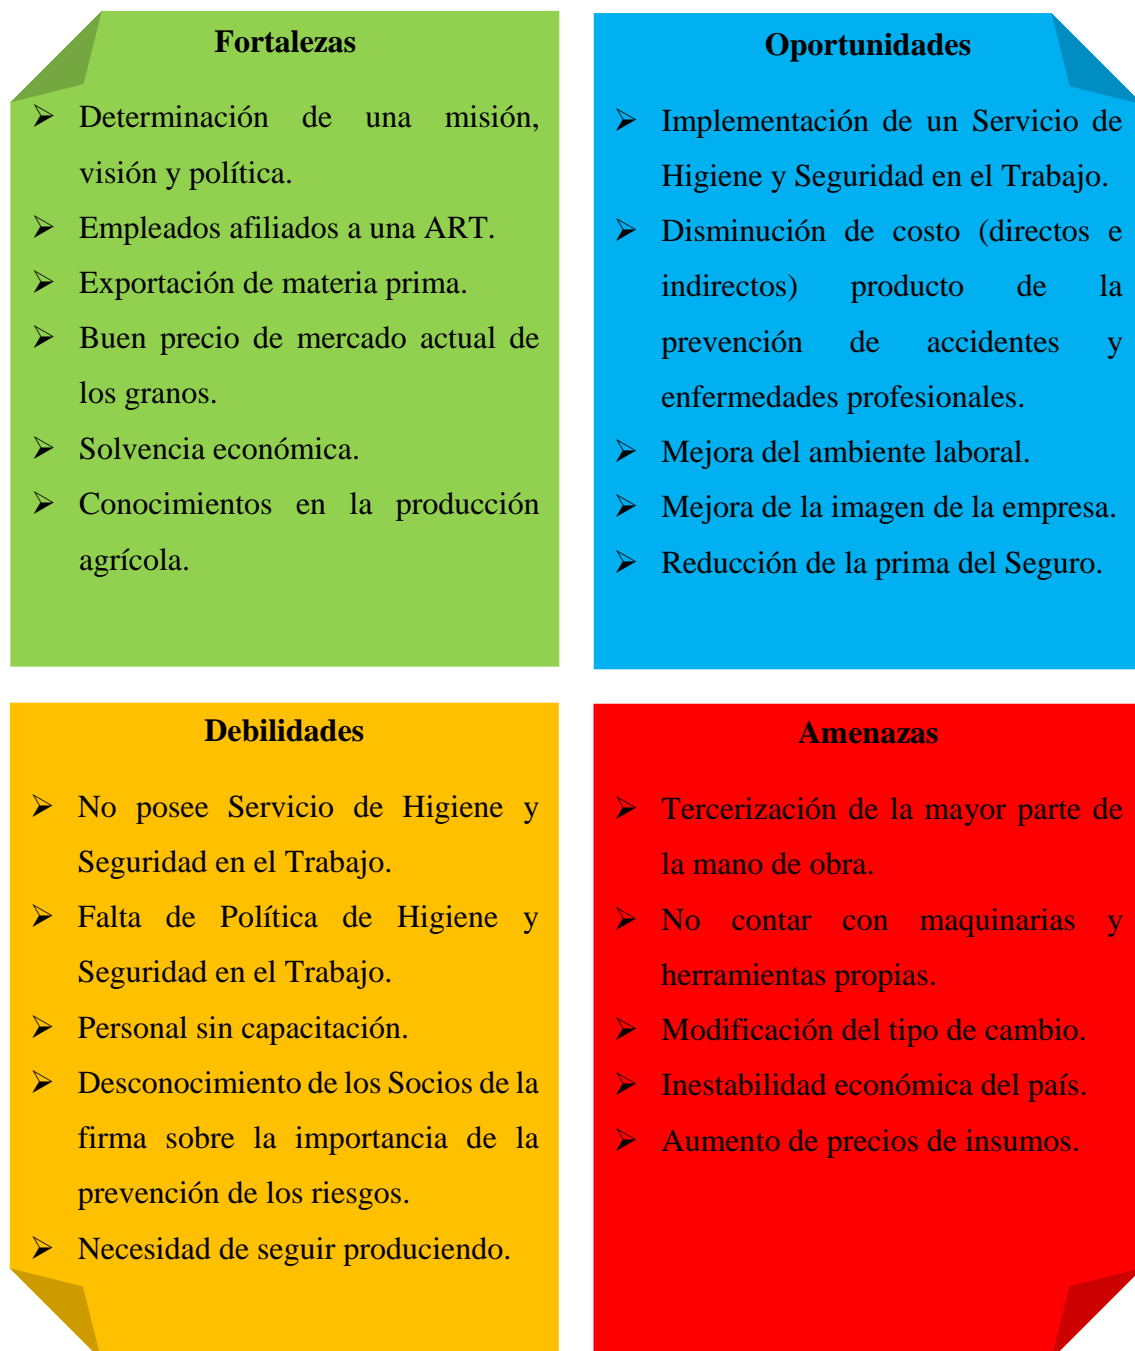 Fortalezas
➢ Determinación de una misión,
visión y política.
➢ Empleados afiliados a una ART.
➢ Exportación de materia prima.
➢ Buen precio de mercado actual de
los granos.
➢ Solvencia económica.
➢ Conocimientos en la producción
agrícola.
Oportunidades
➢ Implementación de un Servicio de
Higiene y Seguridad en el Trabajo.
➢ Disminución de costo (directos e
indirectos) producto de la
prevención de accidentes y
enfermedades profesionales.
➢ Mejora del ambiente laboral.
➢ Mejora de la imagen de la empresa.
➢ Reducción de la prima del Seguro.
Debilidades
➢ No posee Servicio de Higiene y
Seguridad en el Trabajo.
➢ Falta de Política de Higiene y
Seguridad en el Trabajo.
➢ Personal sin capacitación.
➢ Desconocimiento de los Socios de la
firma sobre la importancia de la
prevención de los riesgos.
➢ Necesidad de seguir produciendo.
Amenazas
➢ Tercerización de la mayor parte de
la mano de obra.
➢ No contar con maquinarias y
herramientas propias.
➢ Modificación del tipo de cambio.
➢ Inestabilidad económica del país.
➢ Aumento de precios de insumos.